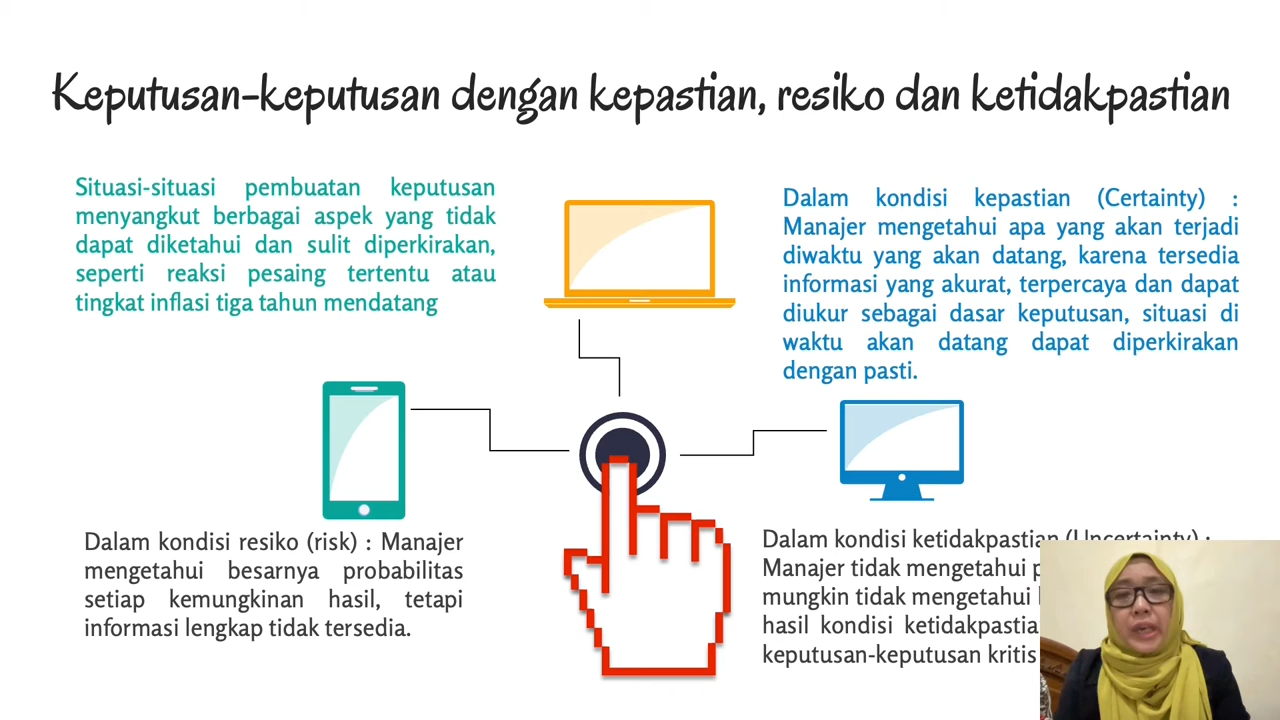 Keputusan-keputusan dengan kepastian, resiko dan ketidakpastian
Situasi-situasi pembuatan keputusan
menyangkut berbagai aspek yang tidak
dapat diketahui dan sulit diperkirakan,
seperti reaksi pesaing tertentu atau
tingkat inflasi tiga tahun mendatang
Dalam kondisi kepastian (Certainty) :
Manajer mengetahui apa yang akan terjadi
diwaktu yang akan datang, karena tersedia
informasi yang akurat, terpercaya dan dapat
diukur sebagai dasar keputusan, situasi di
waktu akan datang dapat diperkirakan
dengan pasti.
Dalam kondisi resiko (risk) : Manajer
mengetahui besarnya probabilitas
setiap kemungkinan hasil, tetapi
informasi lengkap tidak tersedia.
Dalam kondisi ketidakpastian (Uncertainty) :
Manajer tidak mengetahui
mungkin tidak mengetahui
hasil kondisi
keputusan-keputusan kritis